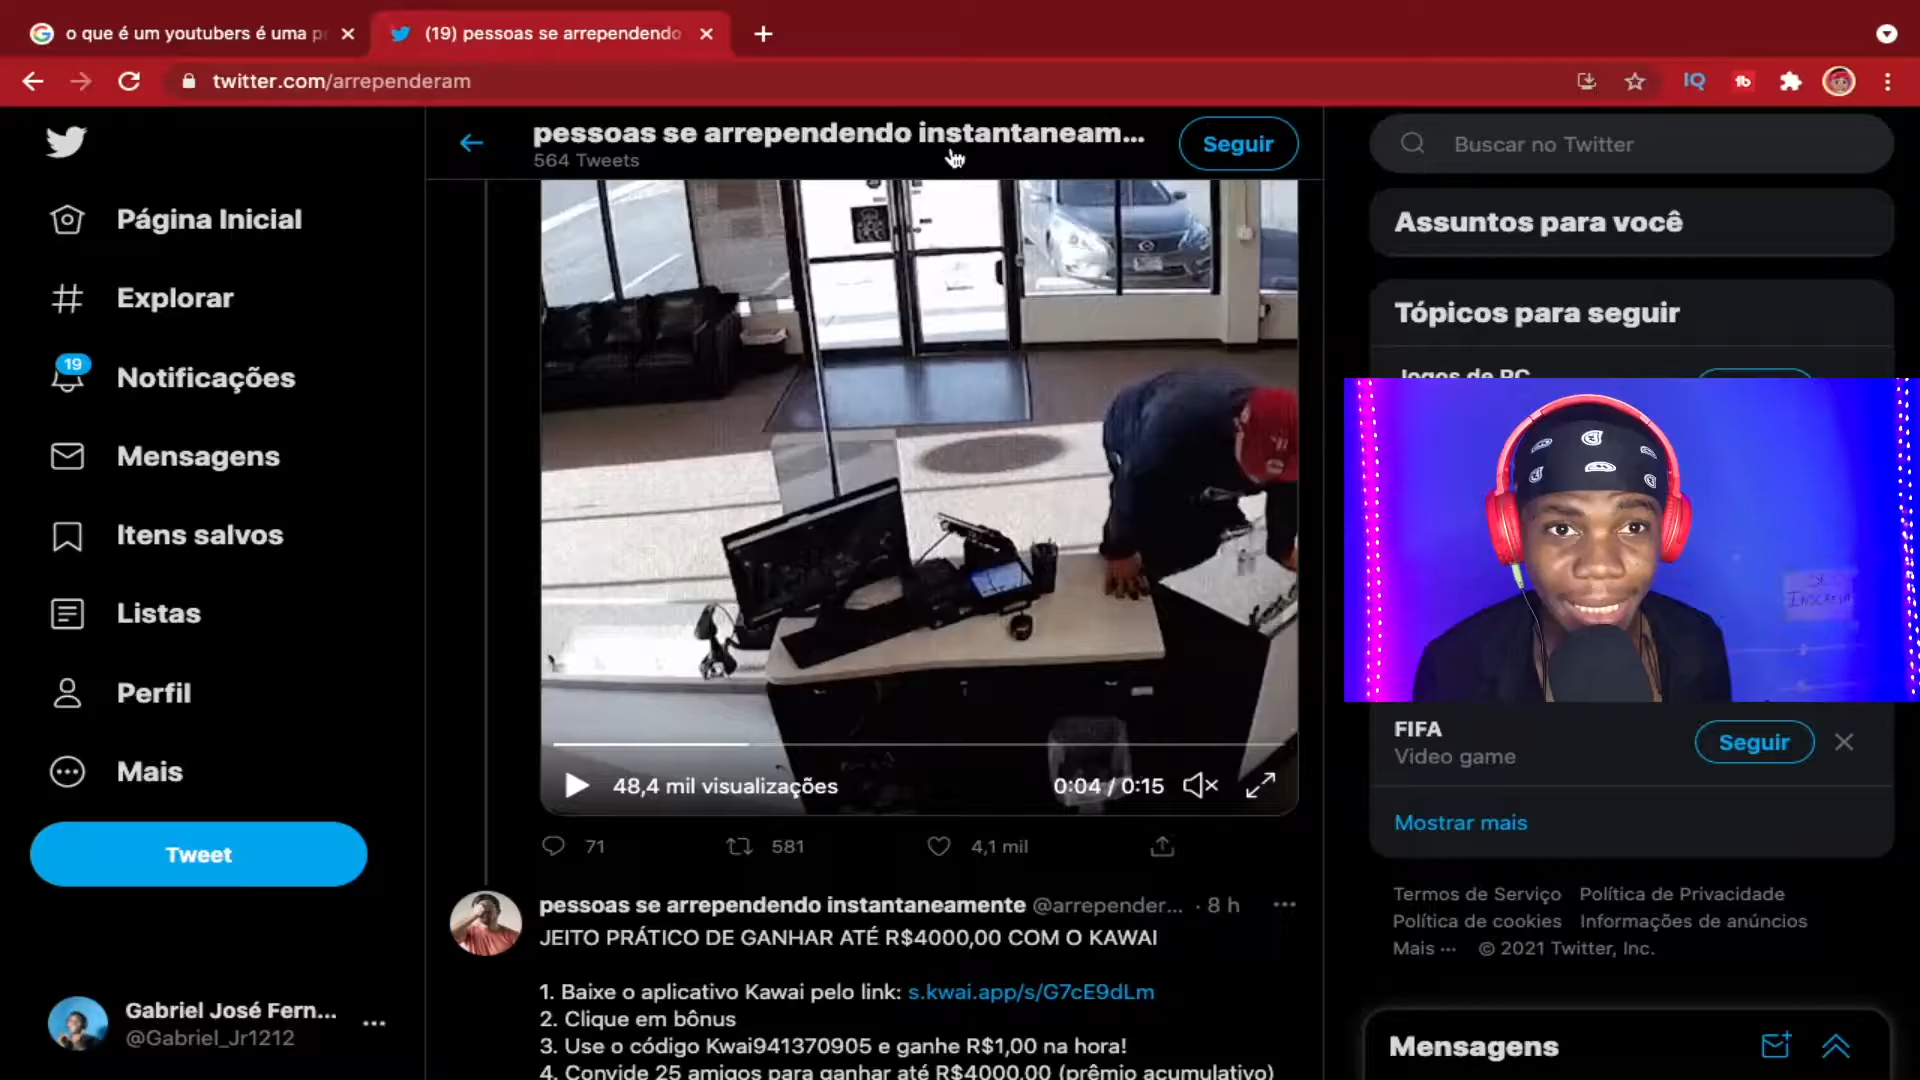 o que é um youtubers é uma p
(19) pessoas se arrependendo
twitter.com/arrependeram
IQ
pessoas se arrependendo instantaneam...
564 Tweets
Seguir
Buscar no Twitter
Página Inicial
Explorar
19
Notificações
Mensagens
Itens salvos
Listas
Perfil
Mais
Tweet
Gabriel José Fern...
@Gabriel_Jr1212
48,4 mil visualizações
0:04 / 0:15
71
581
4,1 mil
pessoas se arrependendo instantaneamente @arrepender... · 8 h
JEITO PRÁTICO DE GANHAR ATÉ R$4000,00 COM O KAWAI
1. Baixe o aplicativo Kawai pelo link: s.kwai.app/s/G7cE9dLm
2. Clique em bônus
3. Use o código Kwai941370905 e ganhe R$1,00 na hora!
4. Convide 25 amigos para ganhar até R$4000,00 (prêmio acumulativo)
Assuntos para você
Tópicos para seguir
Jogos de PC
FIFA
Video game
Seguir
Mostrar mais
Termos de Serviço Política de Privacidade
Política de cookies Informações de anúncios
Mais ··· © 2021 Twitter, Inc.
Mensagens